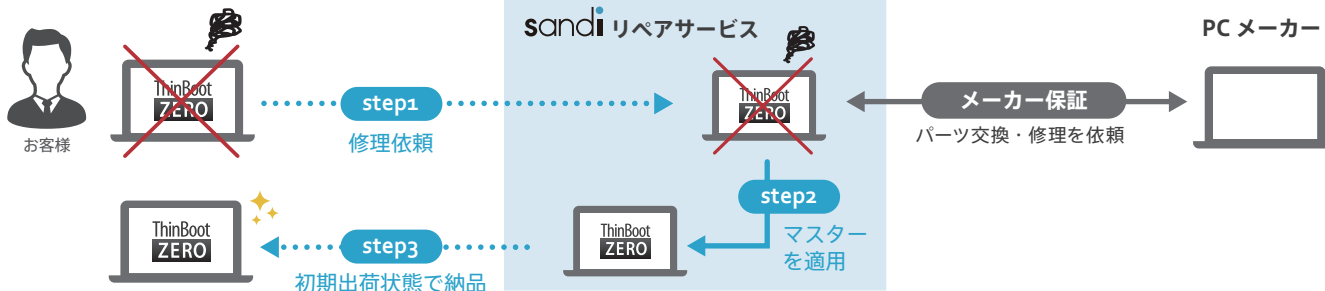 sandi リペアサービス
PC メーカー
ThinBoot
ZERO
お客様
step1
修理依頼
ThinBoot
ZERO
メーカー保証
パーツ交換・修理を依頼
step2
マスター
を適用
ThinBoot
ZERO
step3
初期出荷状態で納品
ThinBoot
ZERO